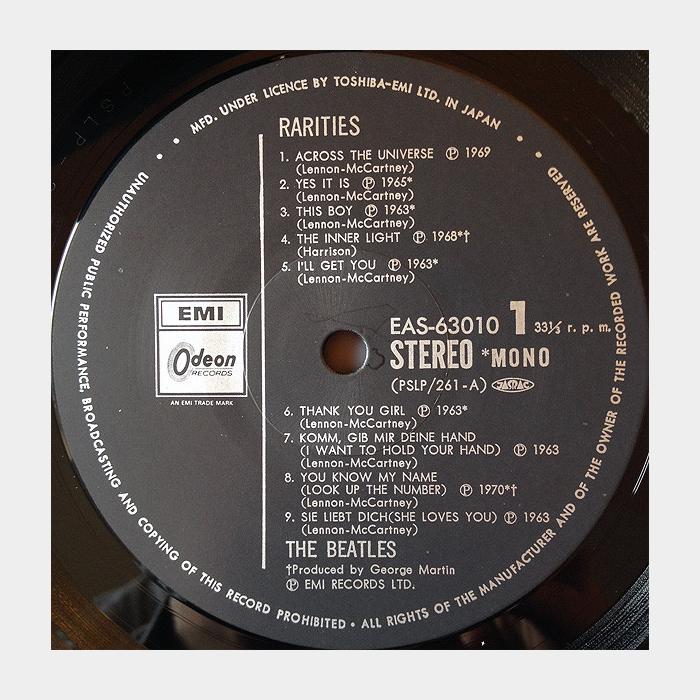 MFD. UNDER LICENCE BY TOSHIBA-EMI LTD. IN JAPAN
RARITIES
1. ACROSS THE UNIVERSE Ⓟ 1969
(Lennon-McCartney)
2. YES IT IS Ⓟ 1965*
(Lennon-McCartney)
3. THIS BOY Ⓟ 1963*
(Lennon-McCartney)
4. THE INNER LIGHT Ⓟ 1968*†
(Harrison)
5. I'LL GET YOU Ⓟ 1963*
(Lennon-McCartney)
EMI
Odeon
RECORDS
AN EMI TRADE MARK
EAS-63010 1 33⅓ r. p. m.
STEREO *MONO
(PSLP/261-A) JASRAC
6. THANK YOU GIRL Ⓟ 1963*
(Lennon-McCartney)
7. KOMM, GIB MIR DEINE HAND
(I WANT TO HOLD YOUR HAND) Ⓟ 1963
(Lennon-McCartney)
8. YOU KNOW MY NAME
(LOOK UP THE NUMBER) Ⓟ 1970*†
(Lennon-McCartney)
9. SIE LIEBT DICH(SHE LOVES YOU) Ⓟ 1963
(Lennon-McCartney)
THE BEATLES
†Produced by George Martin
Ⓟ EMI RECORDS LTD.
UNAUTHORIZED PUBLIC PERFORMANCE, BROADCASTING AND COPYING OF THIS RECORD PROHIBITED • ALL RIGHTS OF THE MANUFACTURER AND OF THE OWNER OF THE RECORDED WORK ARE RESERVED